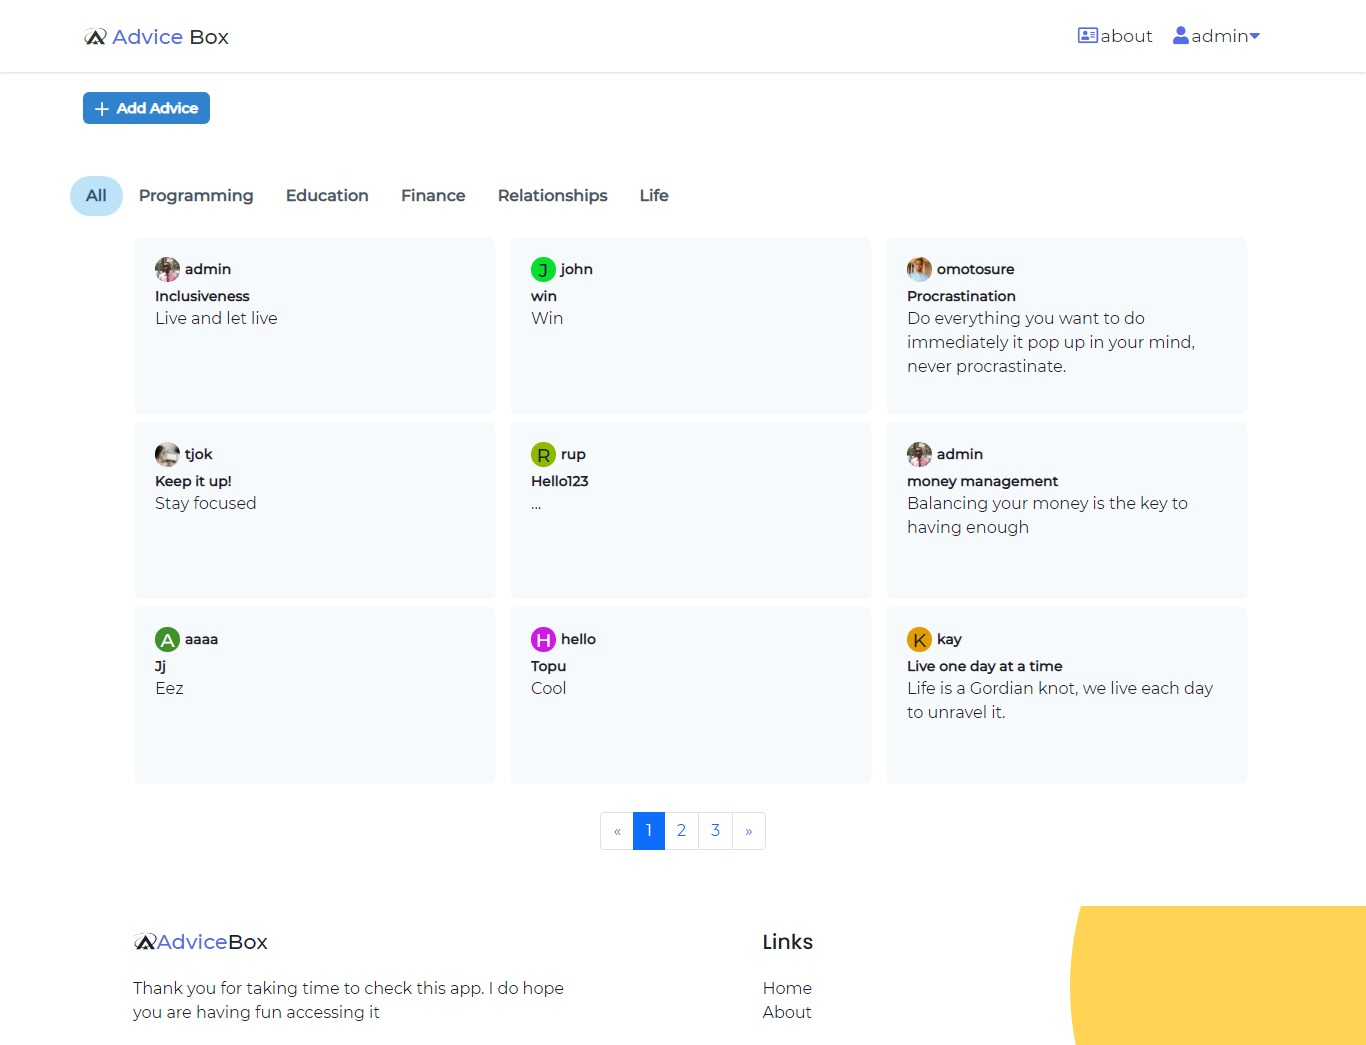 Advice Box
about
admin
+ Add Advice
All
Programming
Education
Finance
Relationships
Life
admin
Inclusiveness
Live and let live
J
john
win
Win
omotosure
Procrastination
Do everything you want to do
immediately it pop up in your mind,
never procrastinate.
tjok
Keep it up!
Stay focused
R
rup
Hello123
...
admin
money management
Balancing your money is the key to
having enough
A
aaaa
Jj
Eez
H
hello
Topu
Cool
K
kay
Live one day at a time
Life is a Gordian knot, we live each day
to unravel it.
« 1 2 3 »
AdviceBox
Thank you for taking time to check this app. I do hope
you are having fun accessing it
Links
Home
About